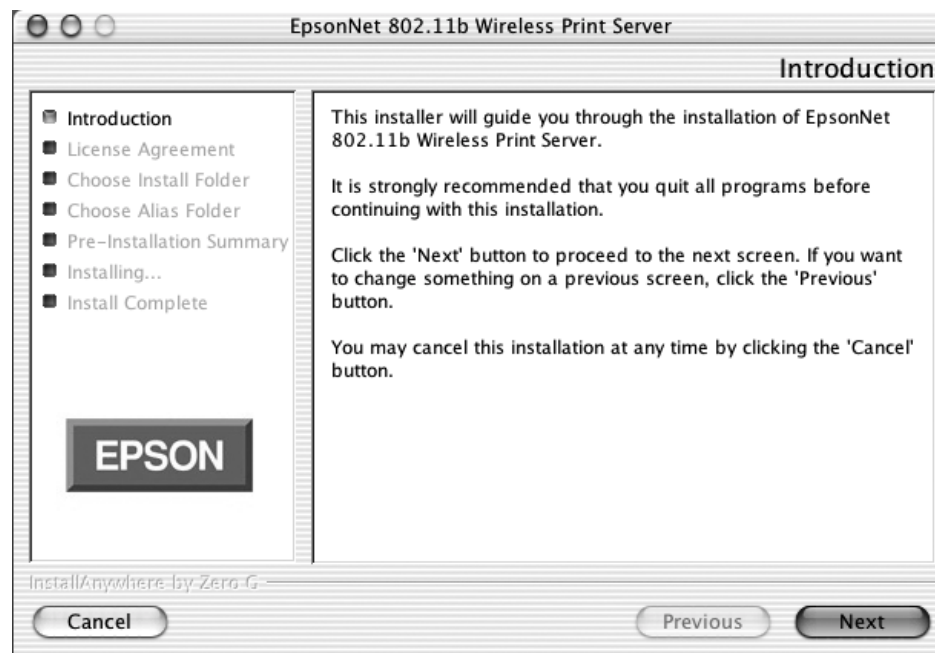 EpsonNet 802.11b Wireless Print Server
Introduction
Introduction
License Agreement
Choose Install Folder
Choose Alias Folder
Pre-Installation Summary
Installing...
Install Complete
EPSON
This installer will guide you through the installation of EpsonNet
802.11b Wireless Print Server.
It is strongly recommended that you quit all programs before
continuing with this installation.
Click the 'Next' button to proceed to the next screen. If you want
to change something on a previous screen, click the 'Previous'
button.
You may cancel this installation at any time by clicking the 'Cancel'
button.
InstallAnywhere by Zero G
Cancel
Previous
Next